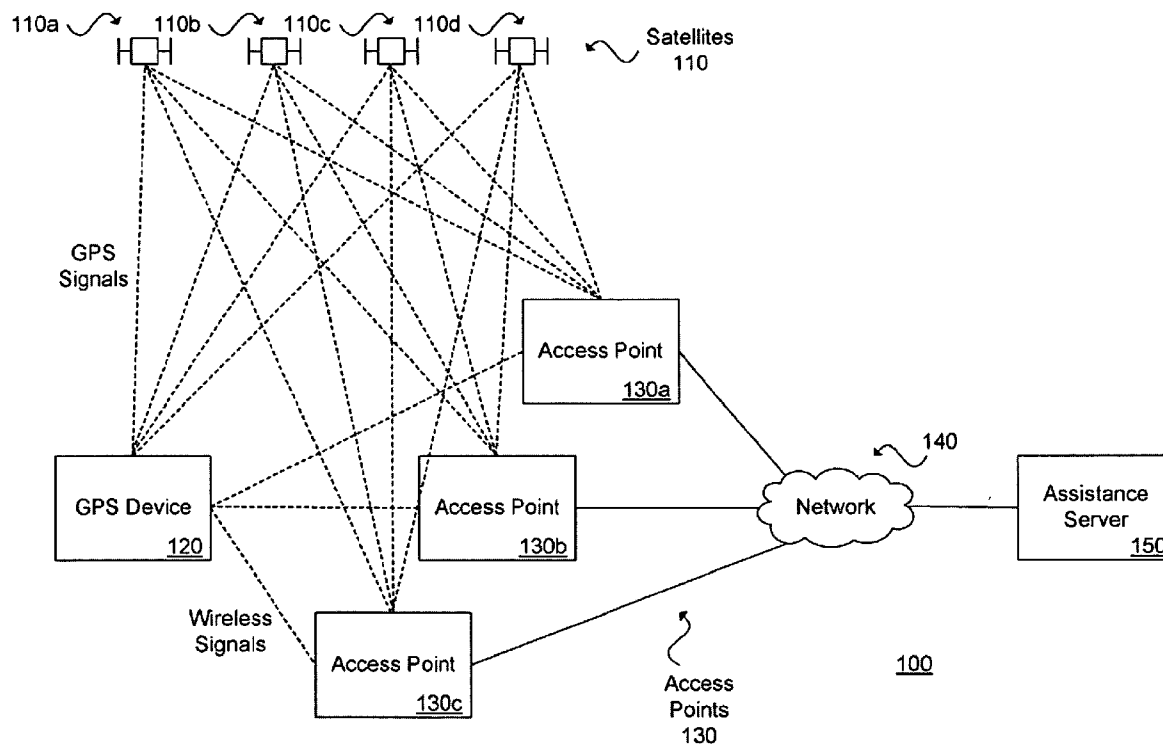 110a
110b
110c
110d
Satellites
110
GPS
Signals
Access Point
130a
140
GPS Device
120
Access Point
130b
Network
Assistance
Server
150
Wireless
Signals
Access Point
130c
Access
Points
130
100